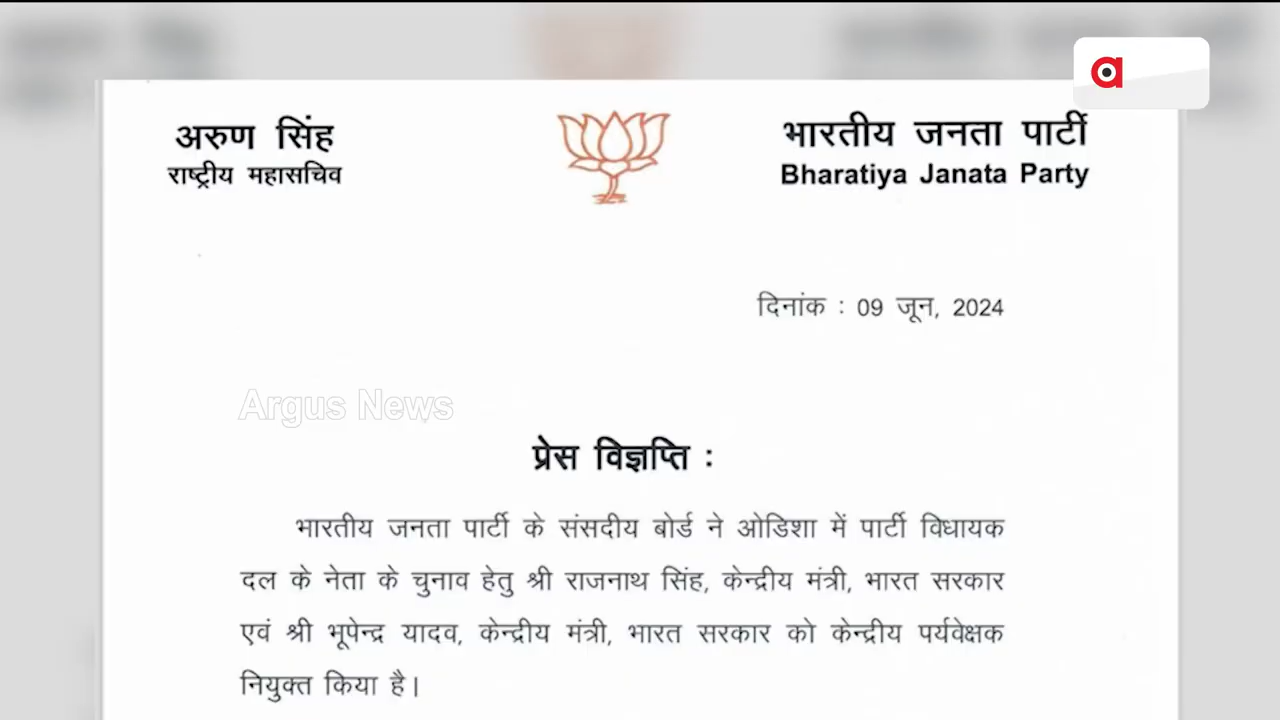 अरुण सिंह
राष्ट्रीय महासचिव
भारतीय जनता पार्टी
Bharatiya Janata Party
दिनांक : 09 जून, 2024
Argus News
प्रेस विज्ञप्ति :
भारतीय जनता पार्टी के संसदीय बोर्ड ने ओडिशा में पार्टी विधायक
दल के नेता के चुनाव हेतु श्री राजनाथ सिंह, केन्द्रीय मंत्री, भारत सरकार
एवं श्री भूपेन्द्र यादव, केन्द्रीय मंत्री, भारत सरकार को केन्द्रीय पर्यवेक्षक
नियुक्त किया है।